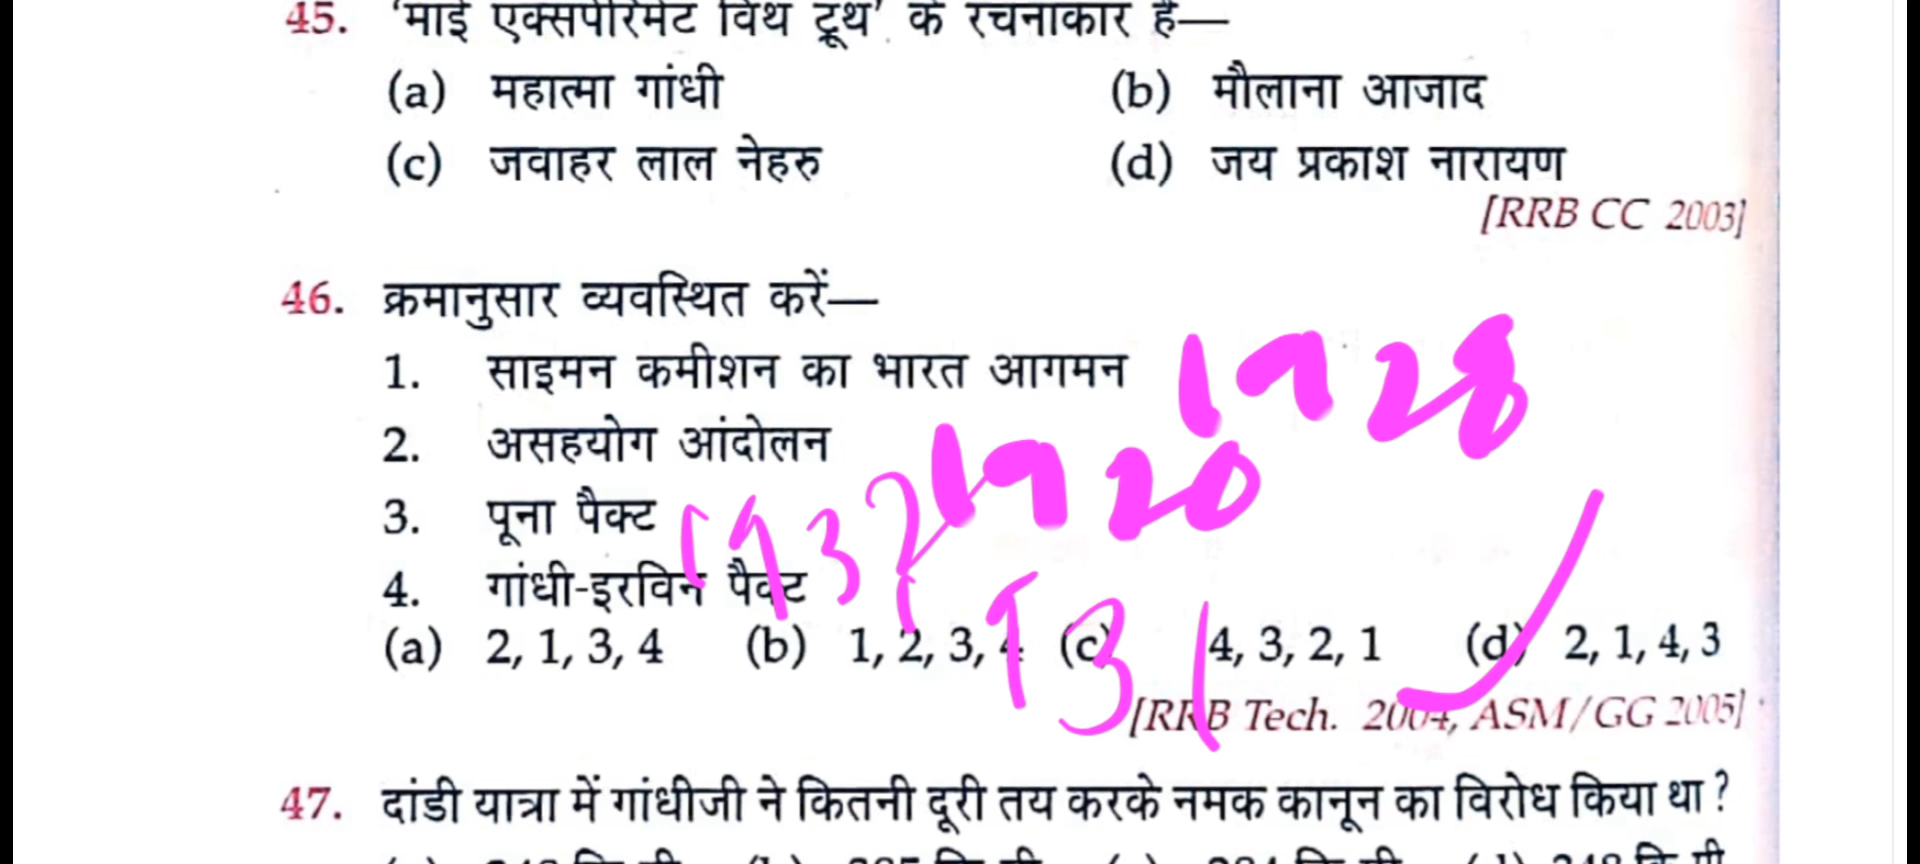 45. 'माई एक्सपेरिमेंट विथ ट्रूथ' के रचनाकार हैं—
(a) महात्मा गांधी (b) मौलाना आजाद
(c) जवाहर लाल नेहरु (d) जय प्रकाश नारायण
[RRB CC 2003]
46. क्रमानुसार व्यवस्थित करें—
1. साइमन कमीशन का भारत आगमन 1928
2. असहयोग आंदोलन 1920
3. पूना पैक्ट 1932
4. गांधी-इरविन पैक्ट 1931
(a) 2, 1, 3, 4 (b) 1, 2, 3, 4 (c) 4, 3, 2, 1 (d) 2, 1, 4, 3
[RRB Tech. 2004, ASM/GG 2005]
47. दांडी यात्रा में गांधीजी ने कितनी दूरी तय करके नमक कानून का विरोध किया था ?